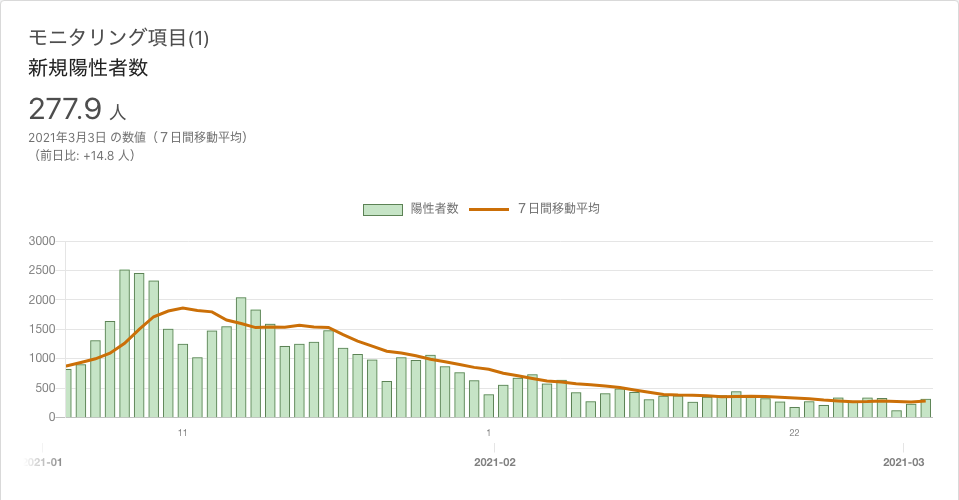 モニタリング項目(1)
新規陽性者数
277.9 人
2021年3月3日 の数値（７日間移動平均）
（前日比: +14.8 人）
陽性者数 ７日間移動平均
3000
2500
2000
1500
1000
500
0
11 1 22
2021-01 2021-02 2021-03